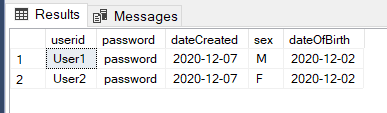 Results Messages
userid password dateCreated sex dateOfBirth
1 User1 password 2020-12-07 M 2020-12-02
2 User2 password 2020-12-07 F 2020-12-02